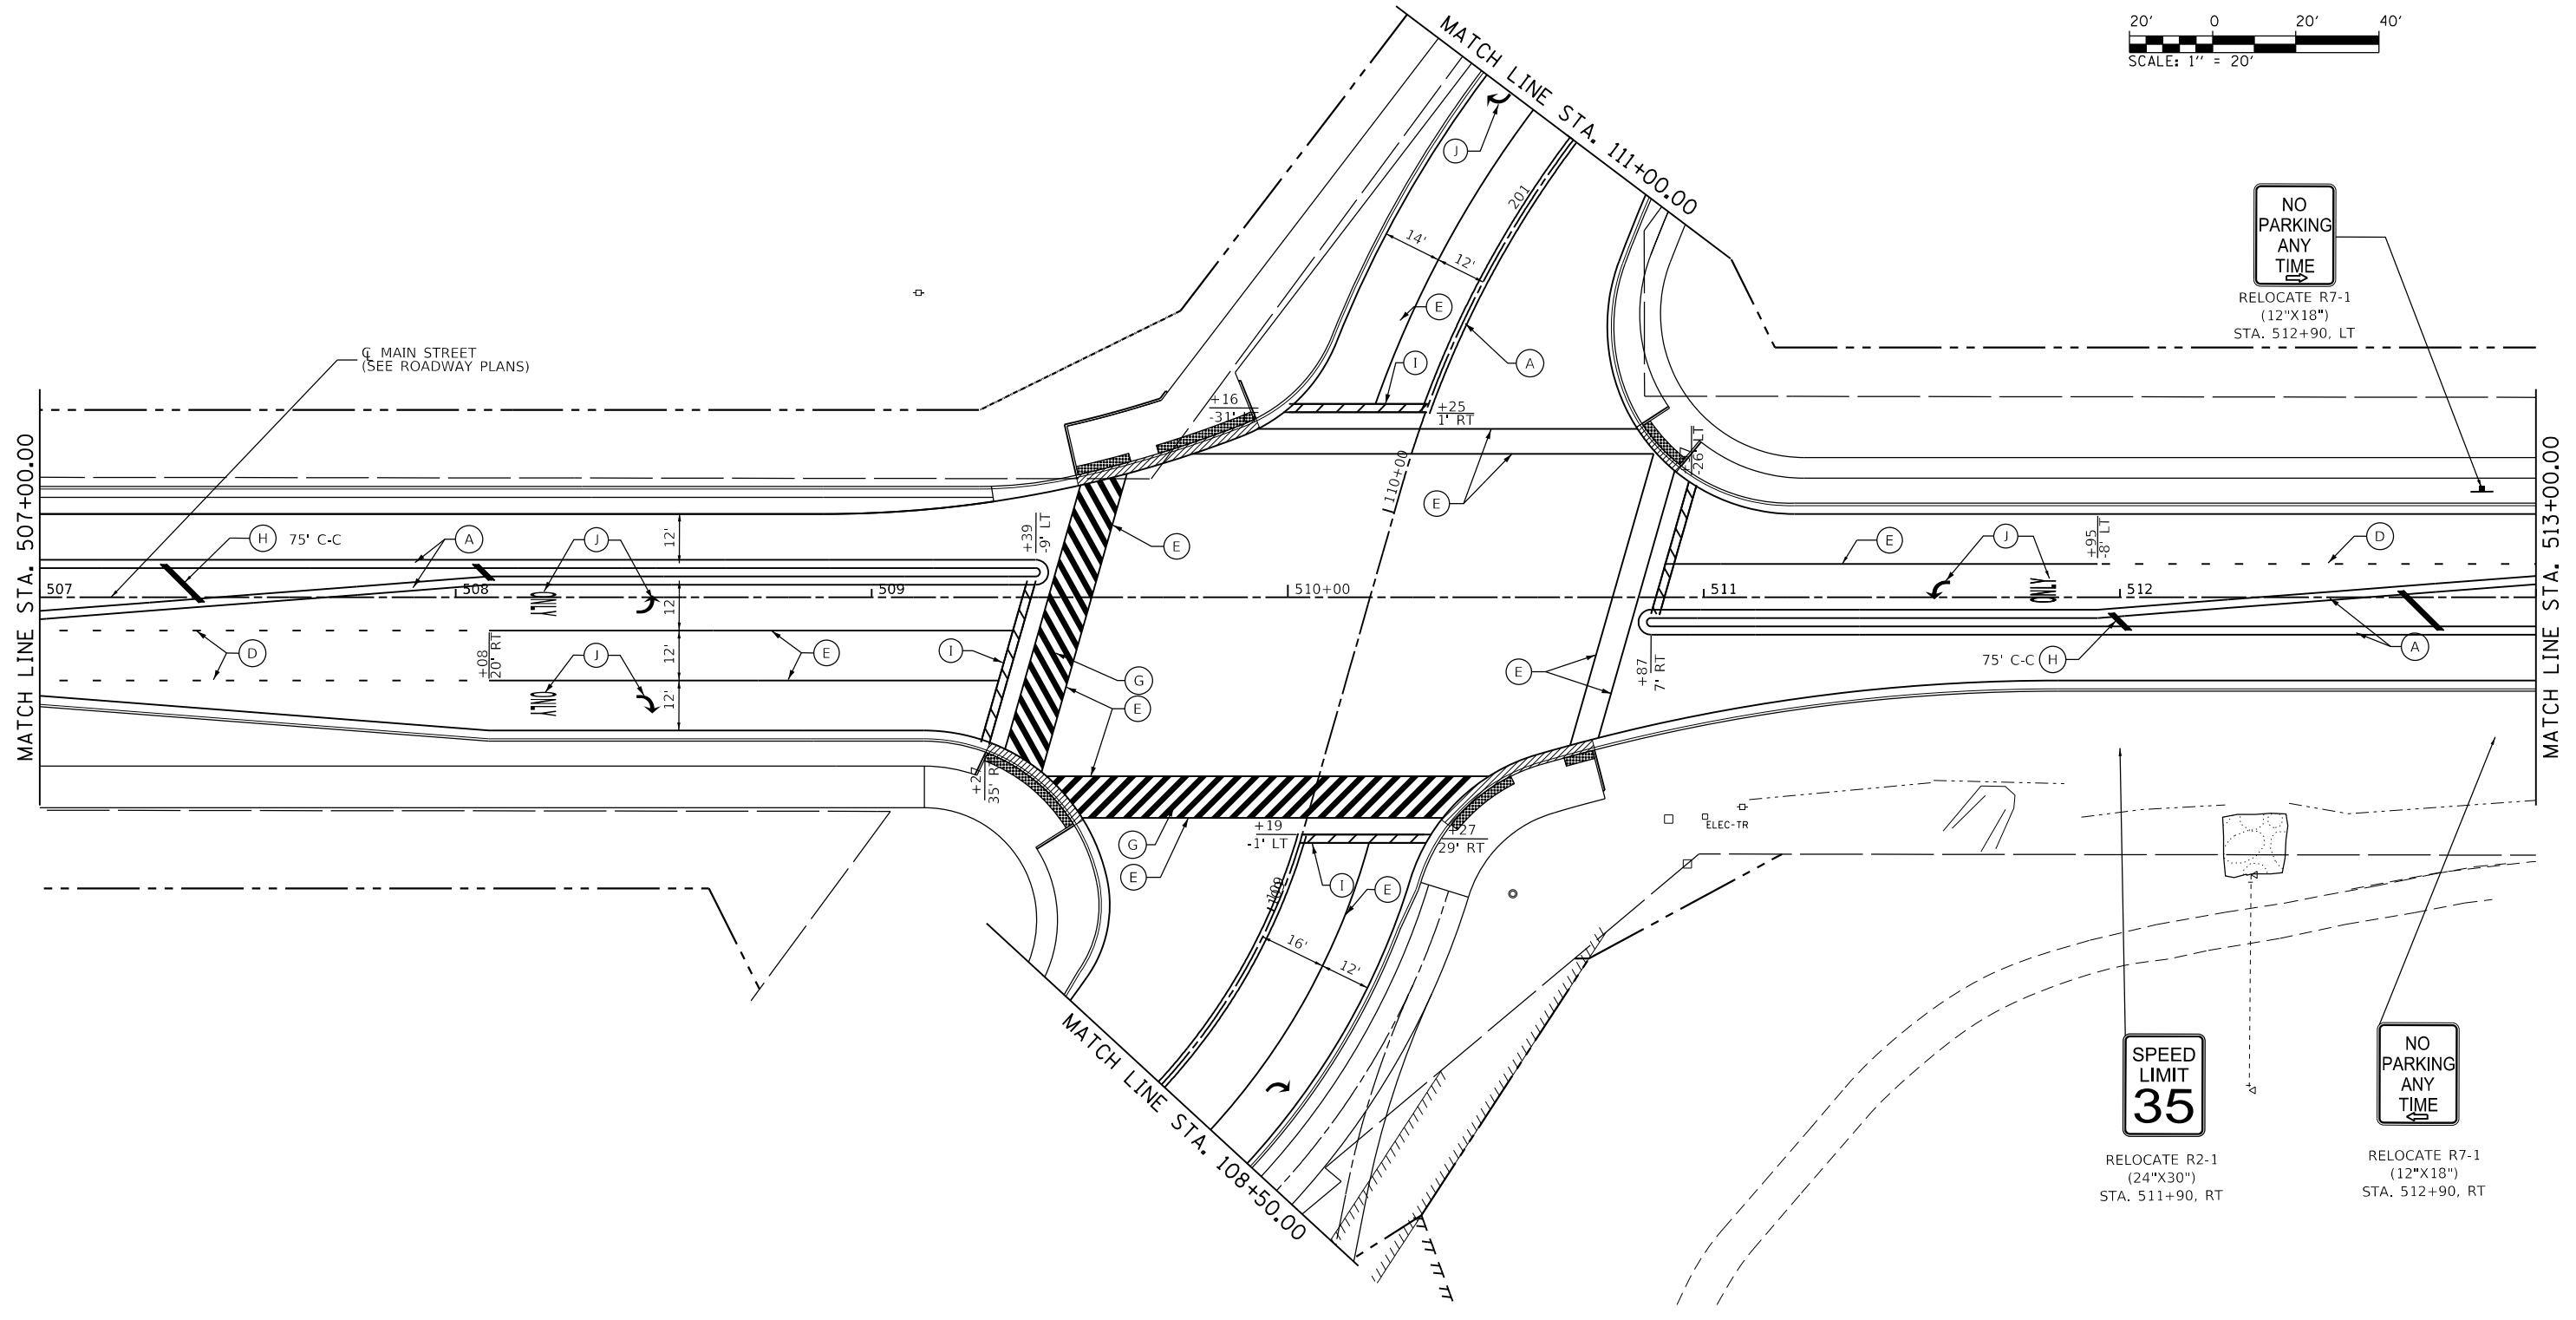 20' 0 20' 40'
SCALE: 1'' = 20'
MATCH LINE STA. 111+00.00
J
201
14'
12'
E
I
A
NO
PARKING
ANY
TIME
RELOCATE R7-1
(12"X18")
STA. 512+90, LT
℄ MAIN STREET
(SEE ROADWAY PLANS)
+16
-31'
+25
1' RT
110+00
E
-26' LT
MATCH LINE STA. 507+00.00
H 75' C-C
A
J
12'
+39
-9' LT
E
E
J
+95
-8' LT
D
MATCH LINE STA. 513+00.00
507
508
509
510+00
511
512
ONLY
12
ONLY
D
+08
20' RT
J
12'
E
I
G
E
E
+87
7' RT
75' C-C H
A
ONLY
12'
+27
35' R
G
E
+19
-1' LT
+27
29' RT
I
E
109
16'
12'
ELEC-TR
MATCH LINE STA. 108+50.00
SPEED
LIMIT
35
RELOCATE R2-1
(24"X30")
STA. 511+90, RT
NO
PARKING
ANY
TIME
RELOCATE R7-1
(12"X18")
STA. 512+90, RT